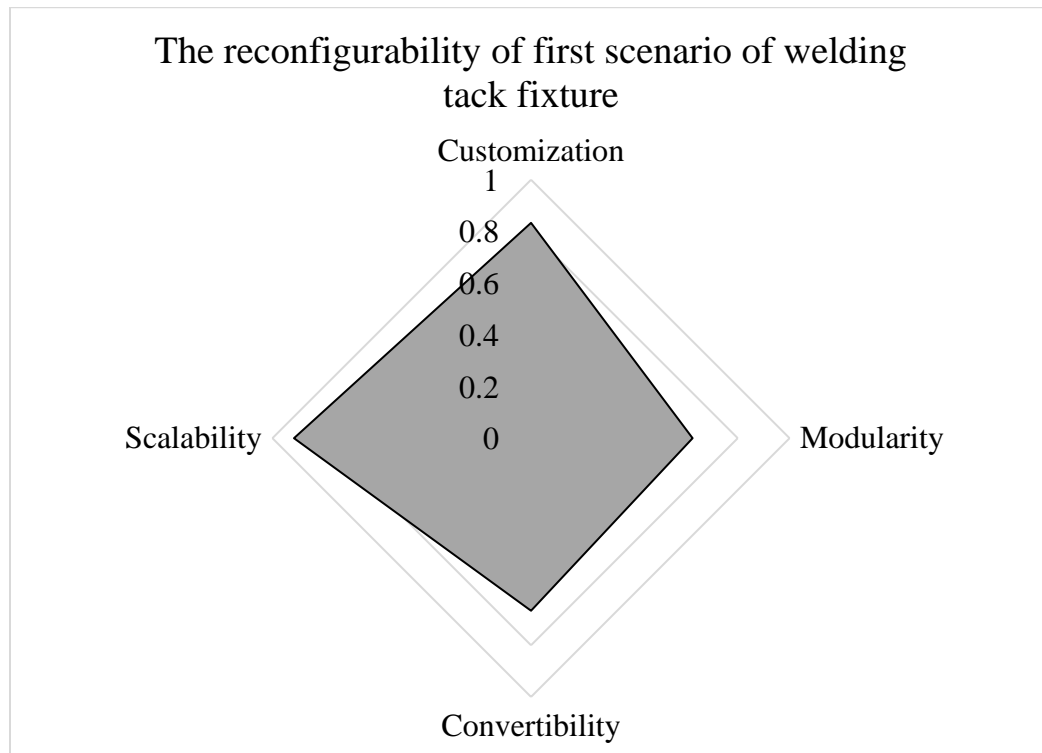 The reconfigurability of first scenario of welding
tack fixture
Customization
1
0.8
0.6
0.4
0.2
0
Scalability
Modularity
Convertibility